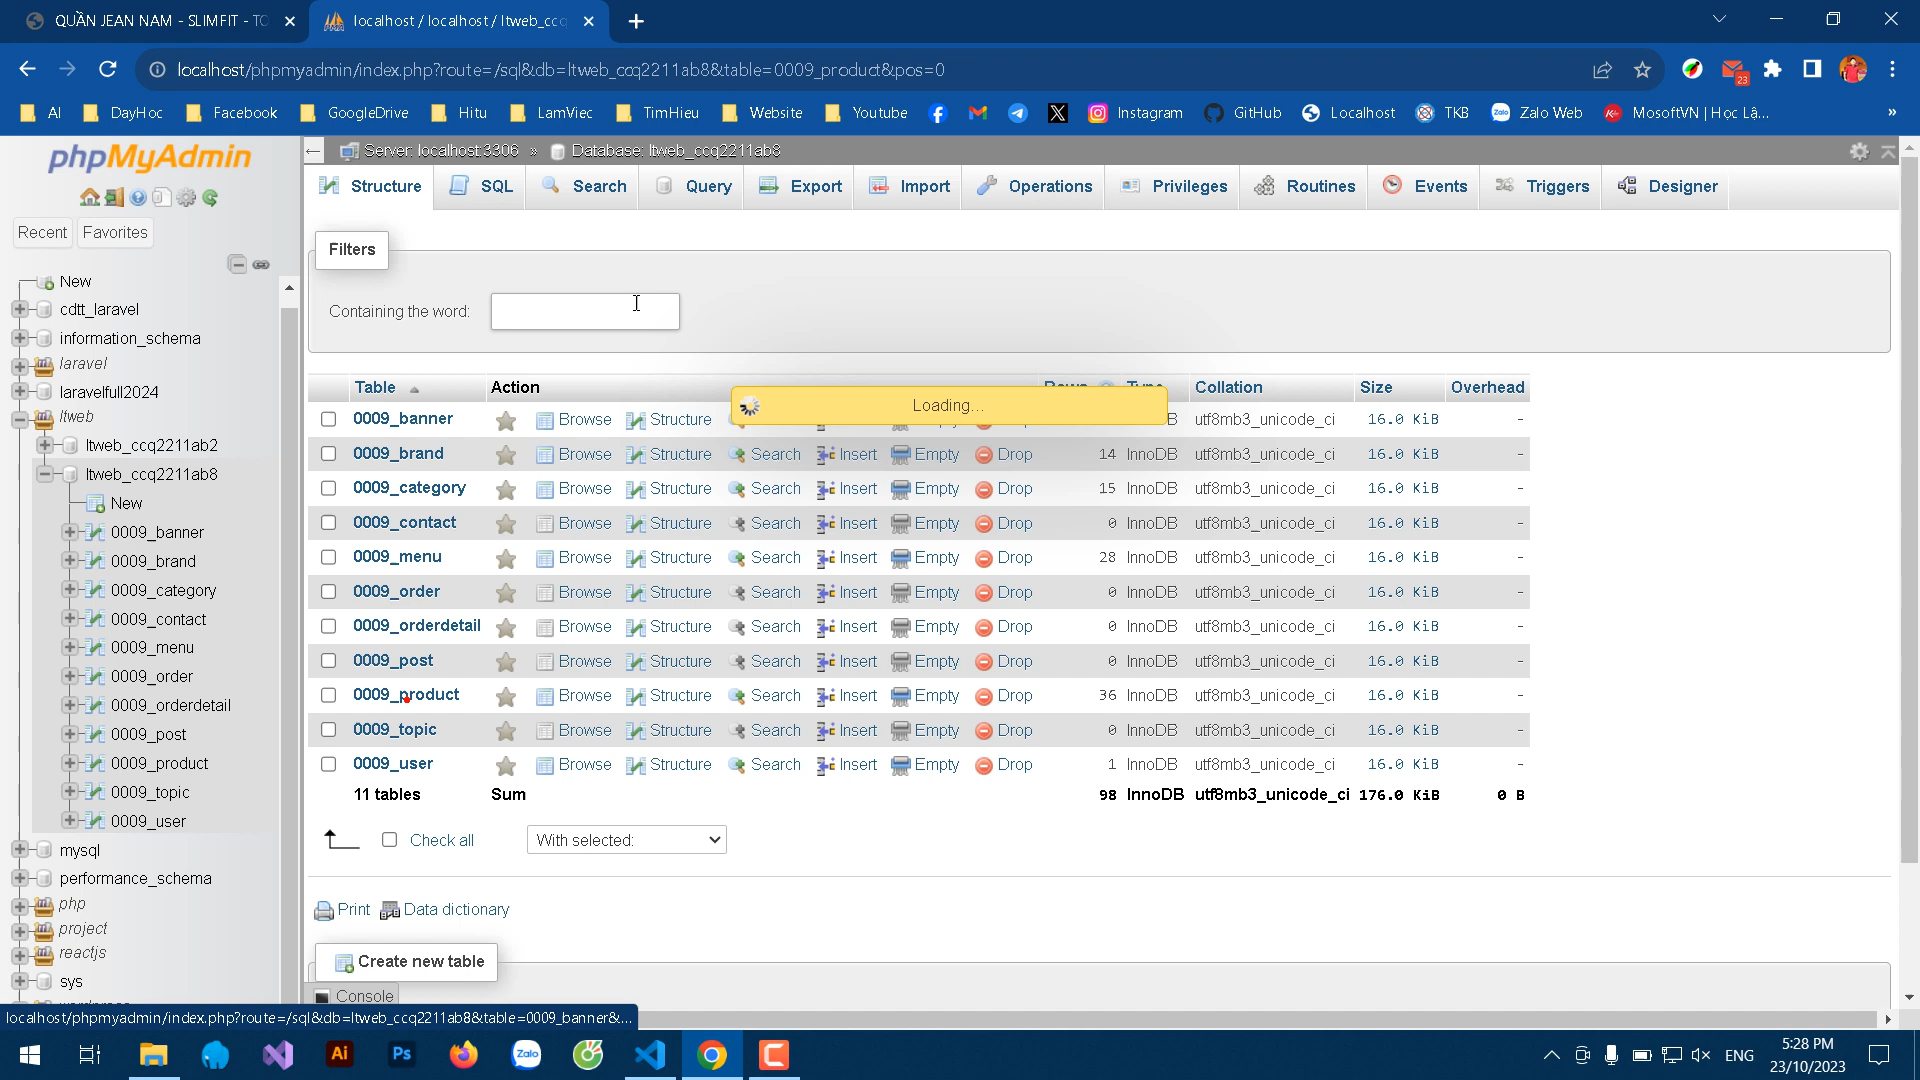 QUẦN JEAN NAM - SLIMFIT - TO
localhost / localhost / ltweb_ccq
localhost/phpmyadmin/index.php?route=/sql&db=ltweb_ccq2211ab8&table=0009_product&pos=0
23
AI DayHoc Facebook GoogleDrive Hitu LamViec TimHieu Website Youtube Instagram GitHub Localhost TKB Zalo Zalo Web MosoftVN | Học Lậ... »
phpMyAdmin
Server: localhost:3306 » Database: ltweb_ccq2211ab8
Structure SQL Search Query Export Import Operations Privileges Routines Events Triggers Designer
Recent Favorites
New
cdtt_laravel
information_schema
laravel
laravelfull2024
ltweb
ltweb_ccq2211ab2
ltweb_ccq2211ab8
New
0009_banner
0009_brand
0009_category
0009_contact
0009_menu
0009_order
0009_orderdetail
0009_post
0009_product
0009_topic
0009_user
mysql
performance_schema
php
project
reactjs
sys
Filters
Containing the word:
Table Action Rows Type Collation Size Overhead
Loading...
0009_banner Browse Structure utf8mb3_unicode_ci 16.0 KiB -
0009_brand Browse Structure Search Insert Empty Drop 14 InnoDB utf8mb3_unicode_ci 16.0 KiB -
0009_category Browse Structure Search Insert Empty Drop 15 InnoDB utf8mb3_unicode_ci 16.0 KiB -
0009_contact Browse Structure Search Insert Empty Drop 0 InnoDB utf8mb3_unicode_ci 16.0 KiB -
0009_menu Browse Structure Search Insert Empty Drop 28 InnoDB utf8mb3_unicode_ci 16.0 KiB -
0009_order Browse Structure Search Insert Empty Drop 0 InnoDB utf8mb3_unicode_ci 16.0 KiB -
0009_orderdetail Browse Structure Search Insert Empty Drop 0 InnoDB utf8mb3_unicode_ci 16.0 KiB -
0009_post Browse Structure Search Insert Empty Drop 0 InnoDB utf8mb3_unicode_ci 16.0 KiB -
0009_product Browse Structure Search Insert Empty Drop 36 InnoDB utf8mb3_unicode_ci 16.0 KiB -
0009_topic Browse Structure Search Insert Empty Drop 0 InnoDB utf8mb3_unicode_ci 16.0 KiB -
0009_user Browse Structure Search Insert Empty Drop 1 InnoDB utf8mb3_unicode_ci 16.0 KiB -
11 tables Sum 98 InnoDB utf8mb3_unicode_ci 176.0 KiB 0 B
Check all With selected:
Print Data dictionary
Create new table
Console
localhost/phpmyadmin/index.php?route=/sql&db=ltweb_ccq2211ab8&table=0009_banner&...
Ai Ps Zalo ENG
5:28 PM
23/10/2023